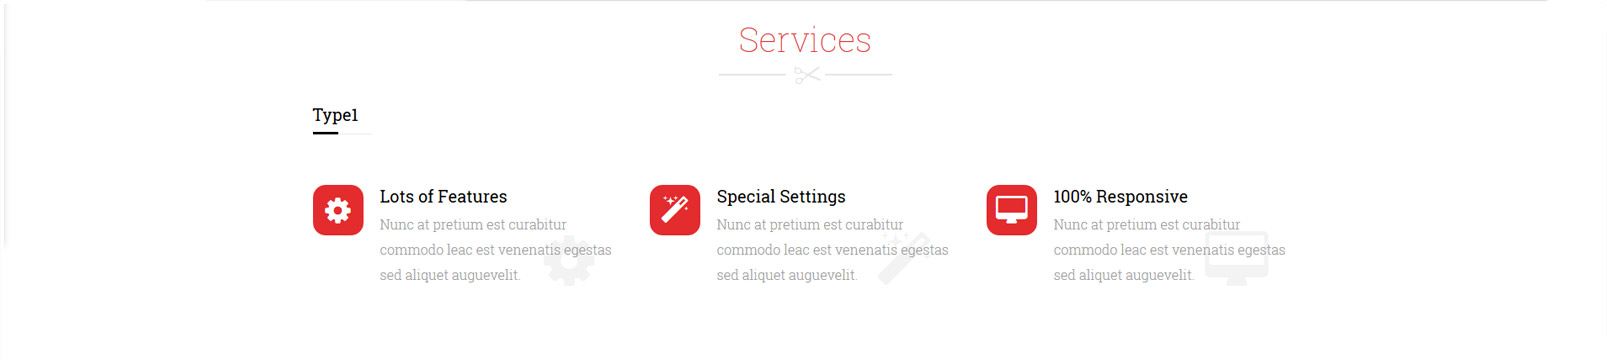 Services
Type1
Lots of Features
Nunc at pretium est curabitur
commodo leac est venenatis egestas
sed aliquet auguevelit.
Special Settings
Nunc at pretium est curabitur
commodo leac est venenatis egestas
sed aliquet auguevelit.
100% Responsive
Nunc at pretium est curabitur
commodo leac est venenatis egestas
sed aliquet auguevelit.